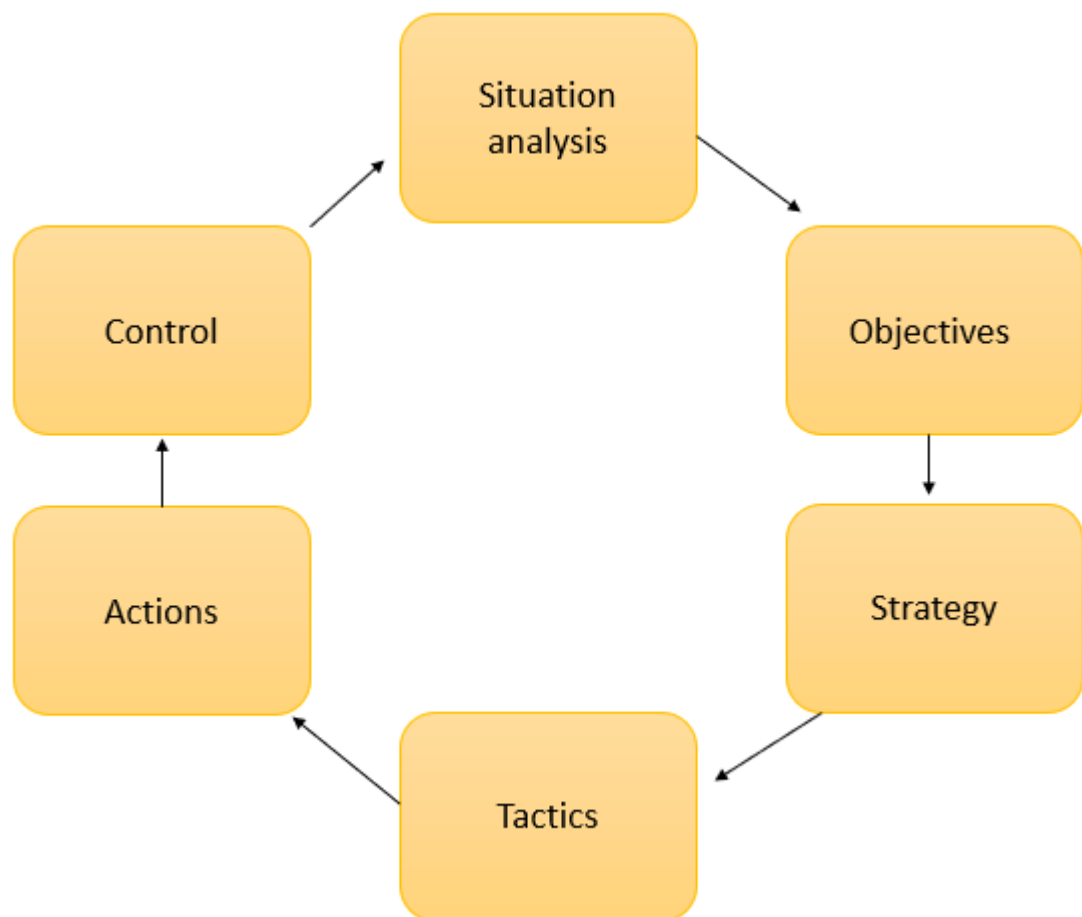 Situation
analysis
Objectives
Strategy
Tactics
Actions
Control